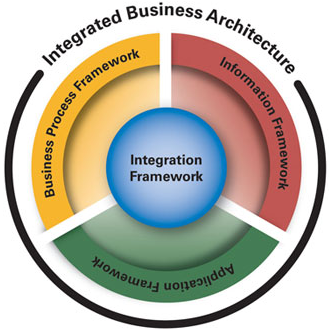 Integrated Business Architecture
Business Process Framework
Information Framework
Integration
Framework
Application Framework